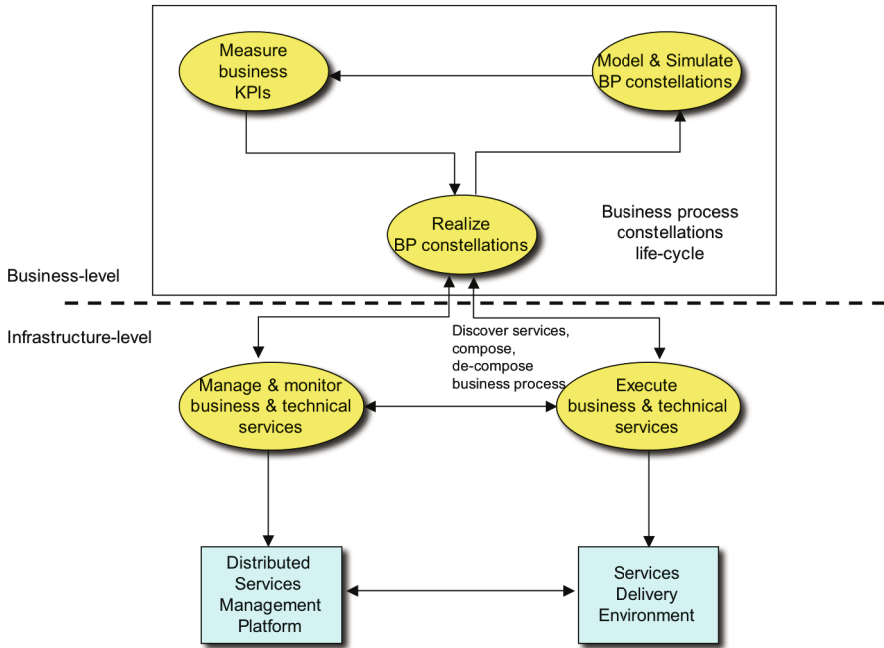 Measure
business
KPIs
Model & Simulate
BP constellations
Realize
BP constellations
Business process
constellations
life-cycle
Business-level
Infrastructure-level
Discover services,
compose,
de-compose
business process
Manage & monitor
business & technical
services
Execute
business & technical
services
Distributed
Services
Management
Platform
Services
Delivery
Environment